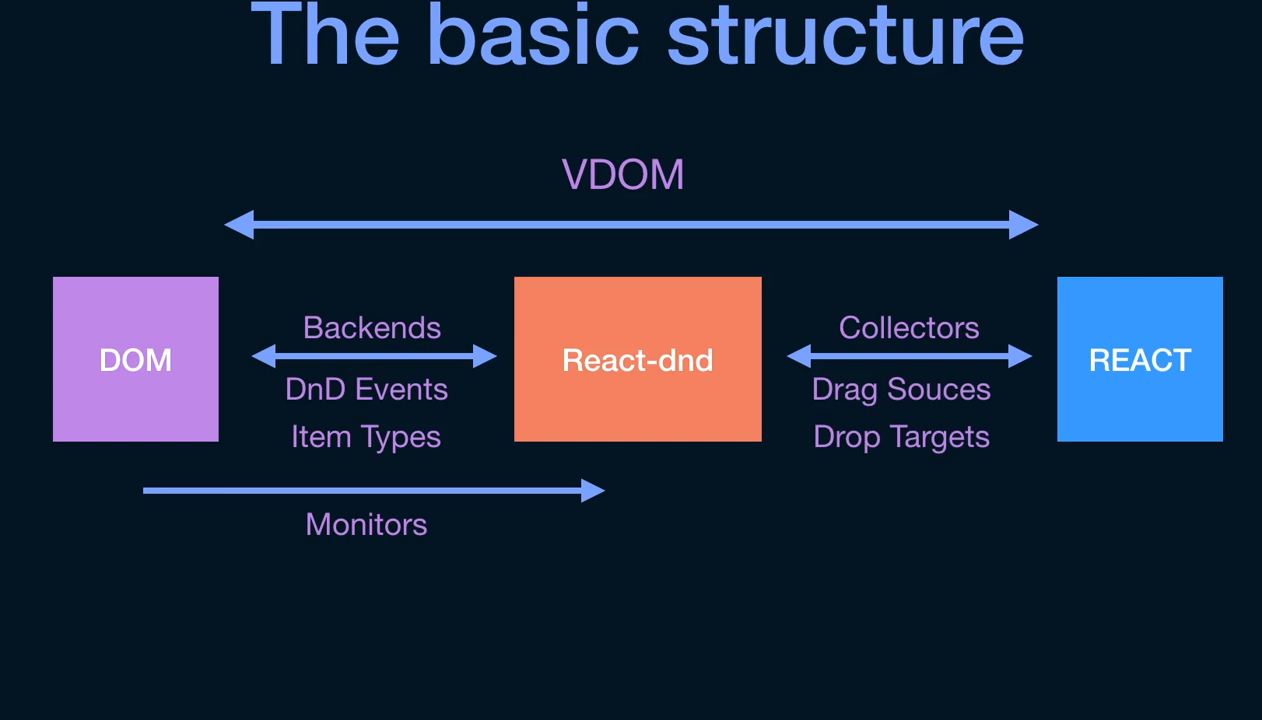 The basic structure
VDOM
DOM
Backends
DnD Events
Item Types
React-dnd
Collectors
Drag Souces
Drop Targets
REACT
Monitors